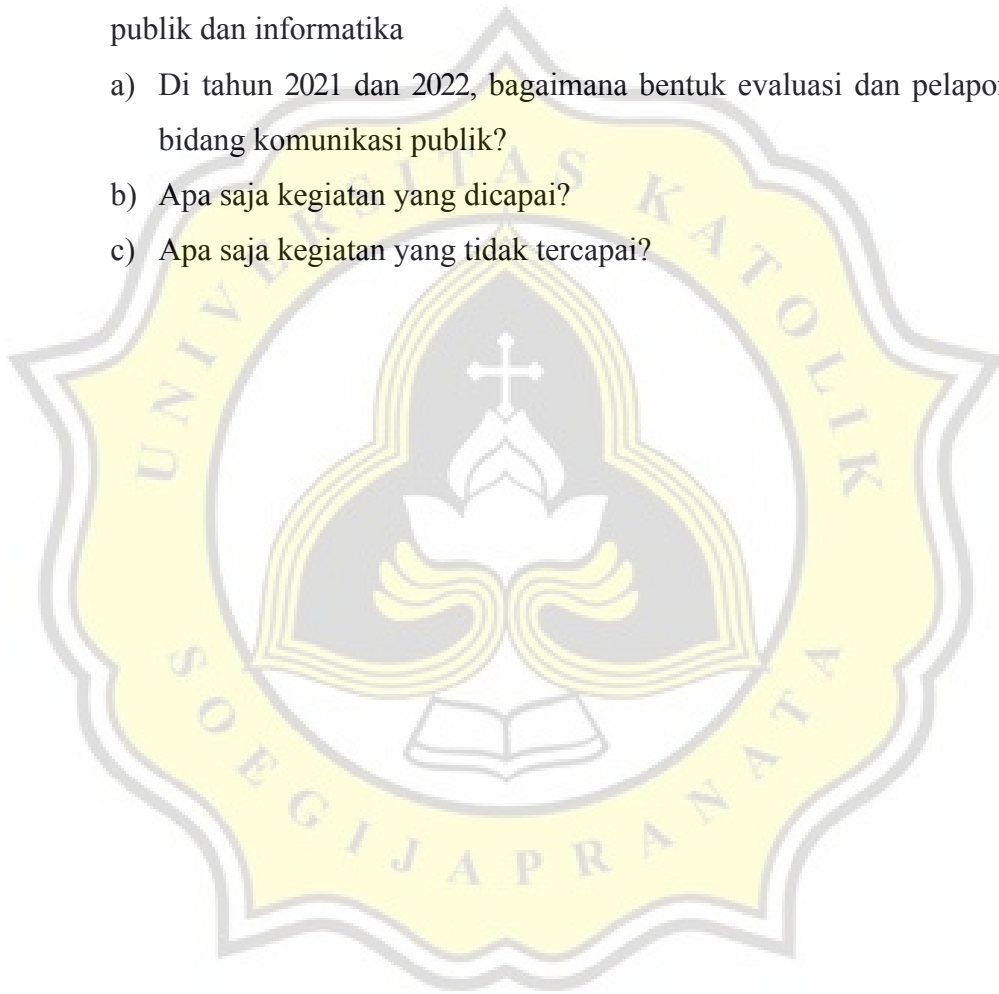 publik dan informatika
a) Di tahun 2021 dan 2022, bagaimana bentuk evaluasi dan
bidang komunikasi publik?
b) Apa saja kegiatan yang dicapai?
c) Apa saja kegiatan yang tidak tercapai?
UNIVERSITAS KATOLIK
SOEGIJAPRANATA